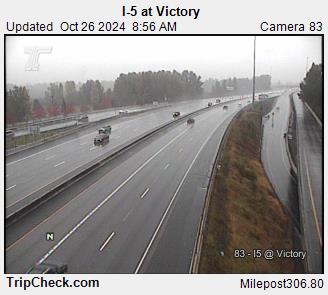 I-5 at Victory
Updated Oct 26 2024 8:56 AM Camera 83
N
83 - I5 @ Victory
TripCheck.com Milepost306.80